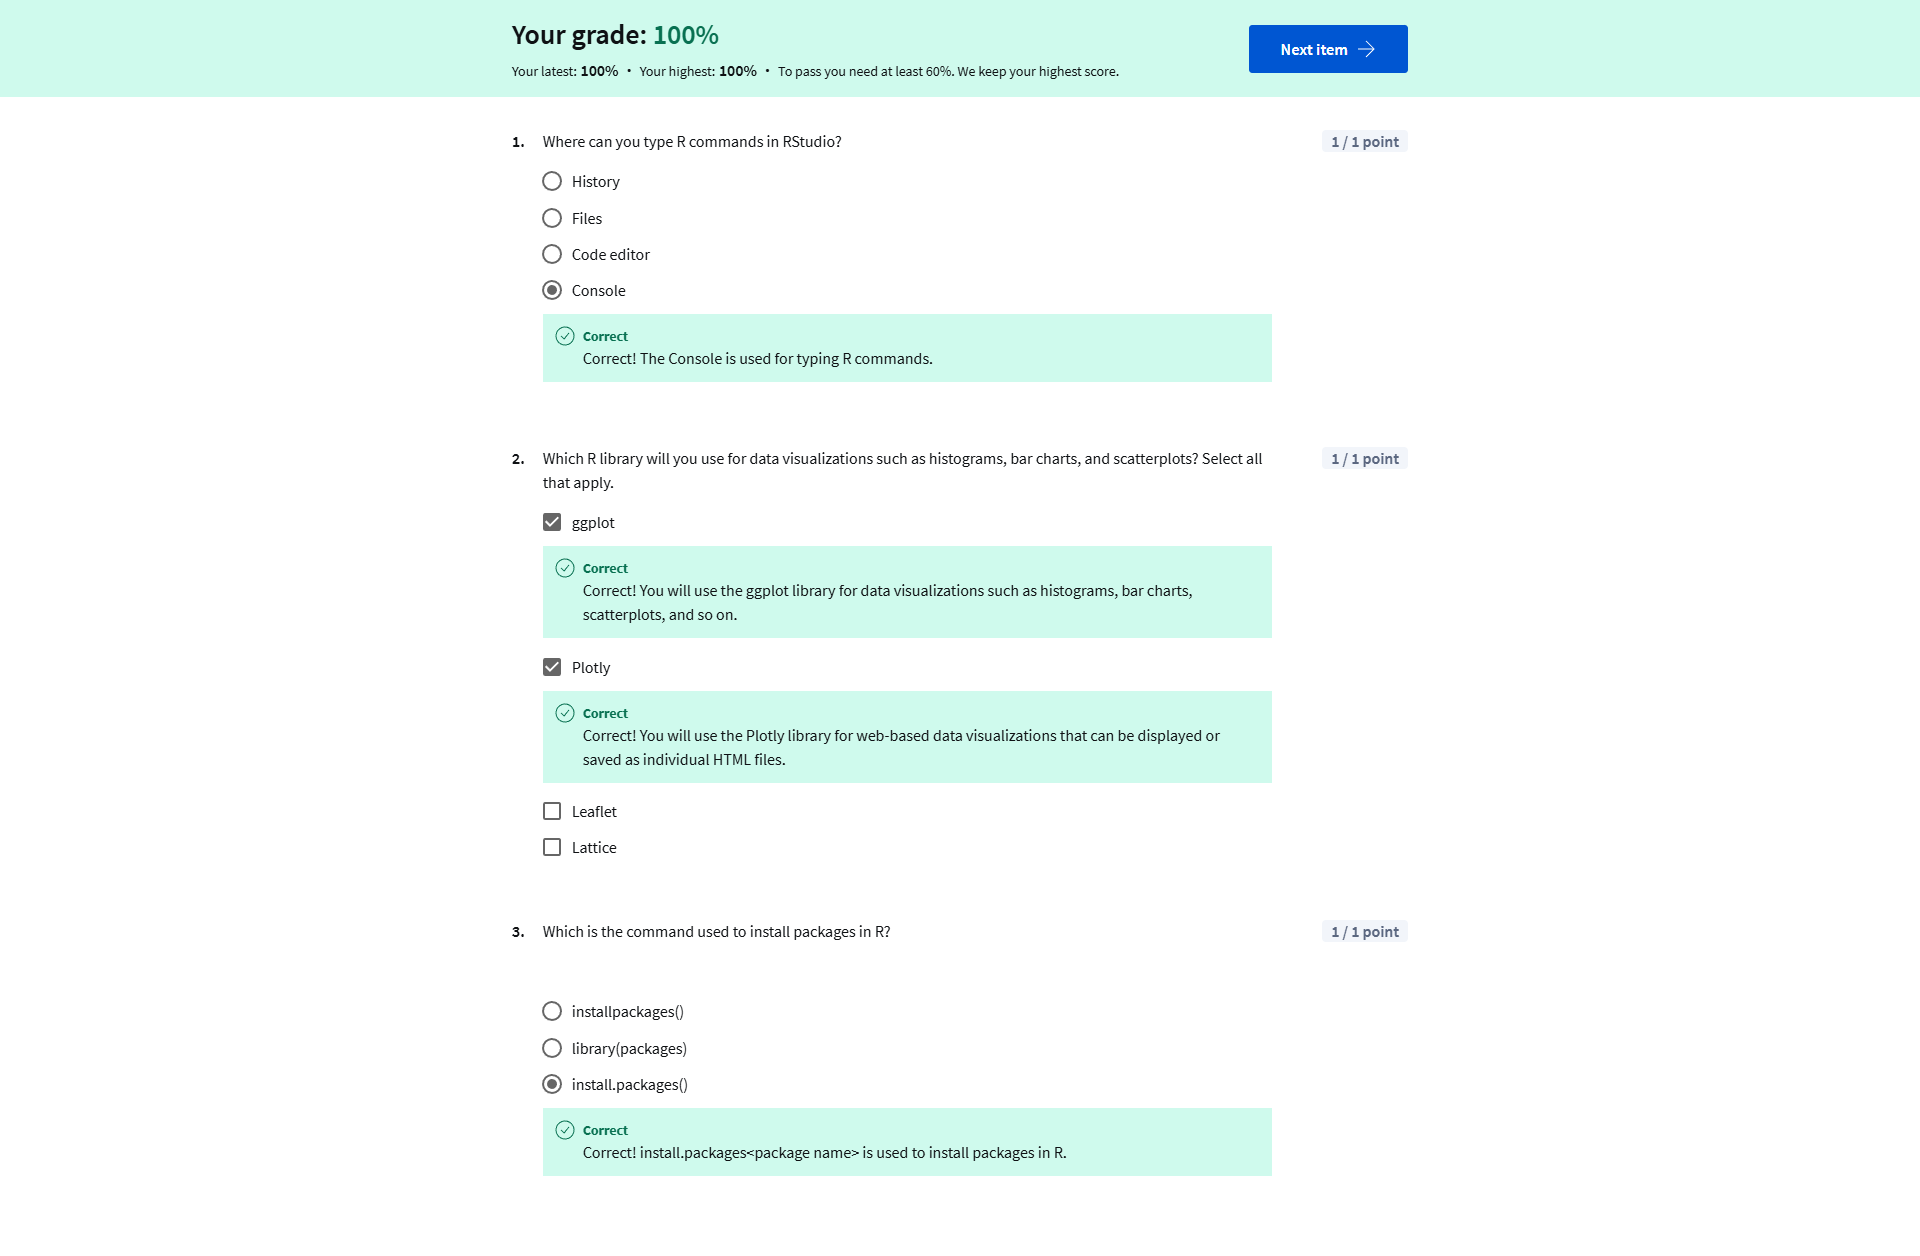 Your grade: 100%
Your latest: 100% • Your highest: 100% • To pass you need at least 60%. We keep your highest score.
Next item
1. Where can you type R commands in RStudio?
1 / 1 point
History
Files
Code editor
Console
Correct
Correct! The Console is used for typing R commands.
2. Which R library will you use for data visualizations such as histograms, bar charts, and scatterplots? Select all
that apply.
1 / 1 point
ggplot
Correct
Correct! You will use the ggplot library for data visualizations such as histograms, bar charts,
scatterplots, and so on.
Plotly
Correct
Correct! You will use the Plotly library for web-based data visualizations that can be displayed or
saved as individual HTML files.
Leaflet
Lattice
3. Which is the command used to install packages in R?
1 / 1 point
installpackages()
library(packages)
install.packages()
Correct
Correct! install.packages<package name> is used to install packages in R.